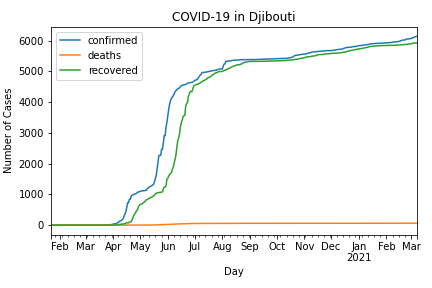 COVID-19 in Djibouti
confirmed
deaths
recovered
Number of Cases
6000
5000
4000
3000
2000
1000
0
Feb Mar Apr May Jun Jul Aug Sep Oct Nov Dec Jan Feb Mar
2021
Day